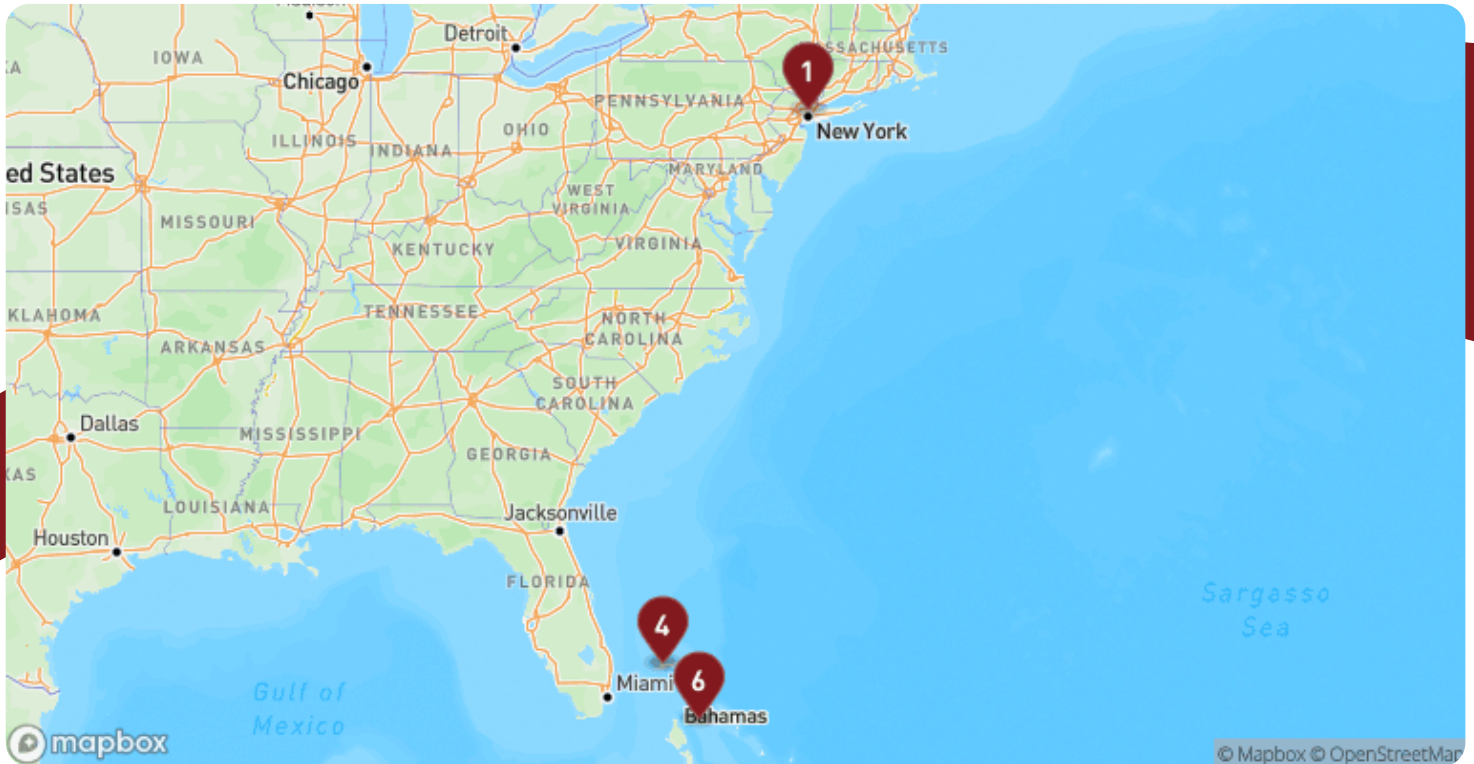 Detroit
IOWA
Chicago
1
PENNSYLVANIA
New York
OHIO
ILLINOIS
INDIANA
MARYLAND
ed States
WEST
VIRGINIA
MISSOURI
VIRGINIA
KENTUCKY
KLAHOMA
TENNESSEE
NORTH
CAROLINA
ARKANSAS
SOUTH
CAROLINA
Dallas
MISSISSIPPI
GEORGIA
LOUISIANA
Jacksonville
Houston
FLORIDA
Sargasso
Sea
4
Miami
6
Gulf of
Mexico
Bahamas
mapbox
© Mapbox © OpenStreetMap